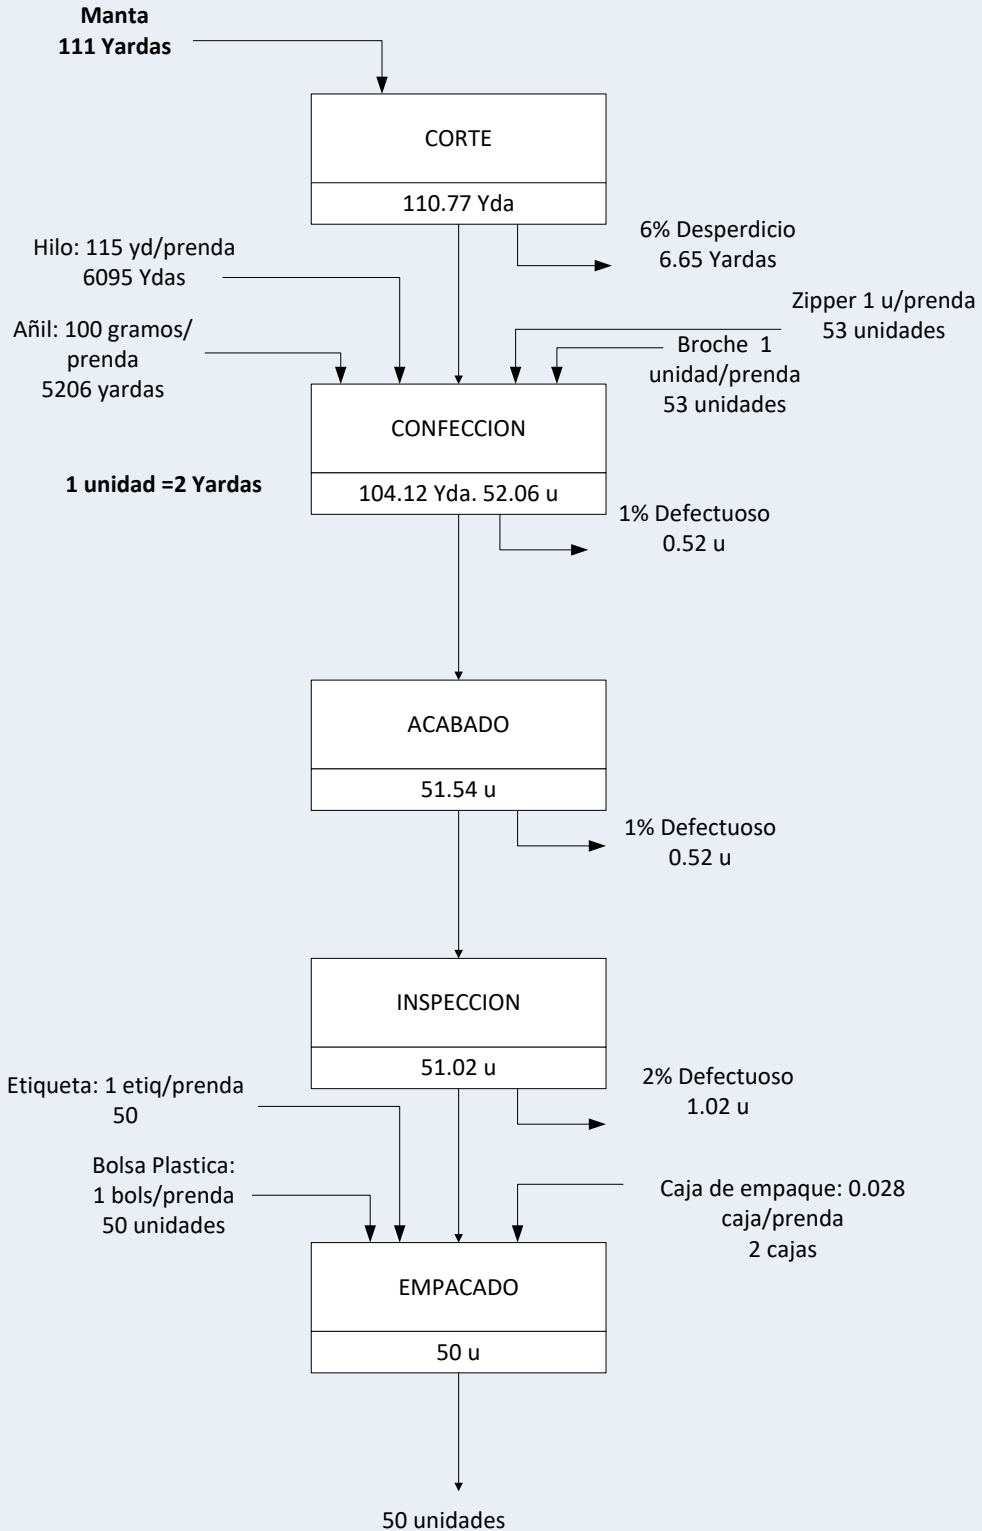 Manta
111 Yardas
CORTE
110.77 Yda
6% Desperdicio
6.65 Yardas
Hilo: 115 yd/prenda
6095 Ydas
Zipper 1 u/prenda
53 unidades
Añil: 100 gramos/
prenda
5206 yardas
Broche  1
unidad/prenda
53 unidades
CONFECCION
1 unidad =2 Yardas
104.12 Yda. 52.06 u
1% Defectuoso
0.52 u
ACABADO
51.54 u
1% Defectuoso
0.52 u
INSPECCION
51.02 u
2% Defectuoso
1.02 u
Etiqueta: 1 etiq/prenda
50
Bolsa Plastica:
1 bols/prenda
50 unidades
Caja de empaque: 0.028
caja/prenda
2 cajas
EMPACADO
50 u
50 unidades